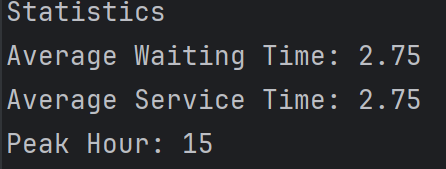 Statistics
Average Waiting Time: 2.75
Average Service Time: 2.75
Peak Hour: 15